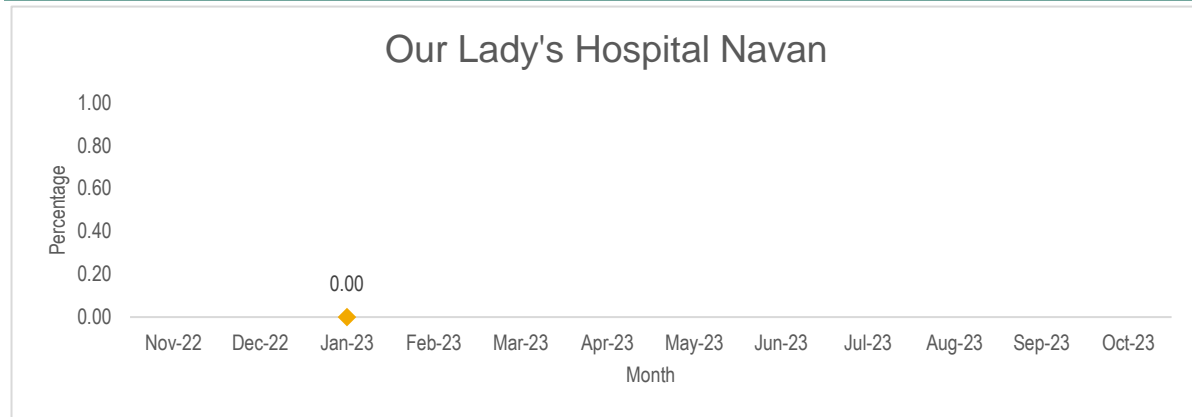 Our Lady's Hospital Navan
Percentage
1.00
0.80
0.60
0.40
0.20
0.00
0.00
Nov-22 Dec-22 Jan-23 Feb-23 Mar-23 Apr-23 May-23 Jun-23 Jul-23 Aug-23 Sep-23 Oct-23
Month